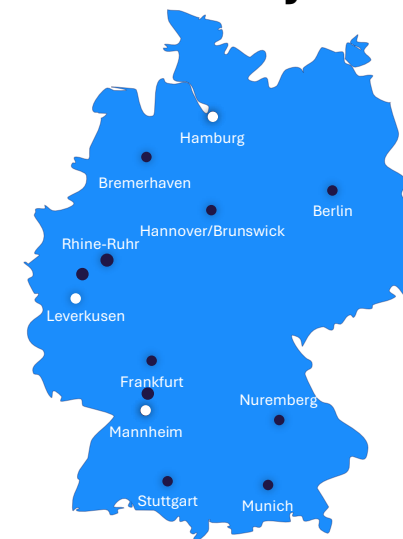 Hamburg
Bremerhaven
Berlin
Hannover/Brunswick
Rhine-Ruhr
Leverkusen
Frankfurt
Nuremberg
Mannheim
Stuttgart
Munich